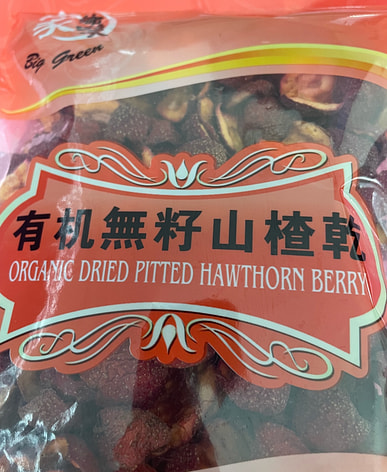 Big Green
有机無籽山楂乾
ORGANIC DRIED PITTED HAWTHORN BERRY